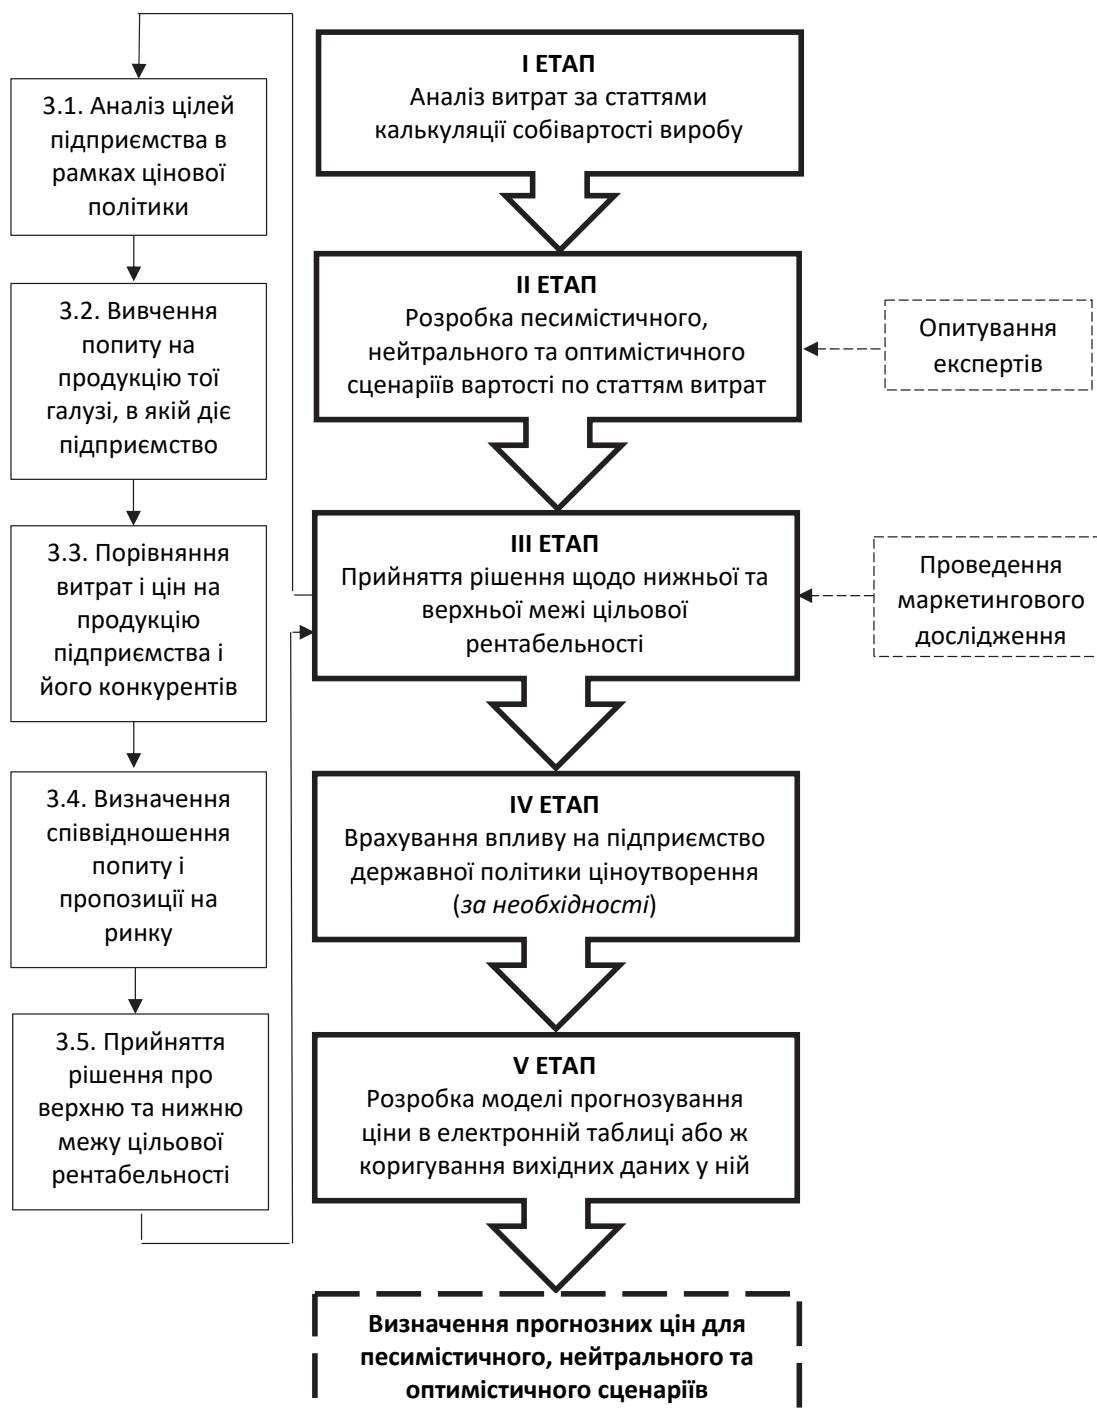 І ЕТАП
Аналіз витрат за статтями
калькуляції собівартості виробу
ІІ ЕТАП
Розробка песимістичного,
нейтрального та оптимістичного
сценаріїв вартості по статтям витрат
Опитування
експертів
ІІІ ЕТАП
Прийняття рішення щодо нижньої та
верхньої межі цільової
рентабельності
Проведення
маркетингового
дослідження
3.1. Аналіз цілей
підприємства в
рамках цінової
політики
3.2. Вивчення
попиту на
продукцію тої
галузі, в якій діє
підприємство
3.3. Порівняння
витрат і цін на
продукцію
підприємства і
його конкурентів
3.4. Визначення
співвідношення
попиту і
пропозиції на
ринку
3.5. Прийняття
рішення про
верхню та нижню
межу цільової
рентабельності
IV ЕТАП
Врахування впливу на підприємство
державної політики ціноутворення
(за необхідності)
V ЕТАП
Розробка моделі прогнозування
ціни в електронній таблиці або ж
коригування вихідних даних у ній
Визначення прогнозних цін для
песимістичного, нейтрального та
оптимістичного сценаріїв